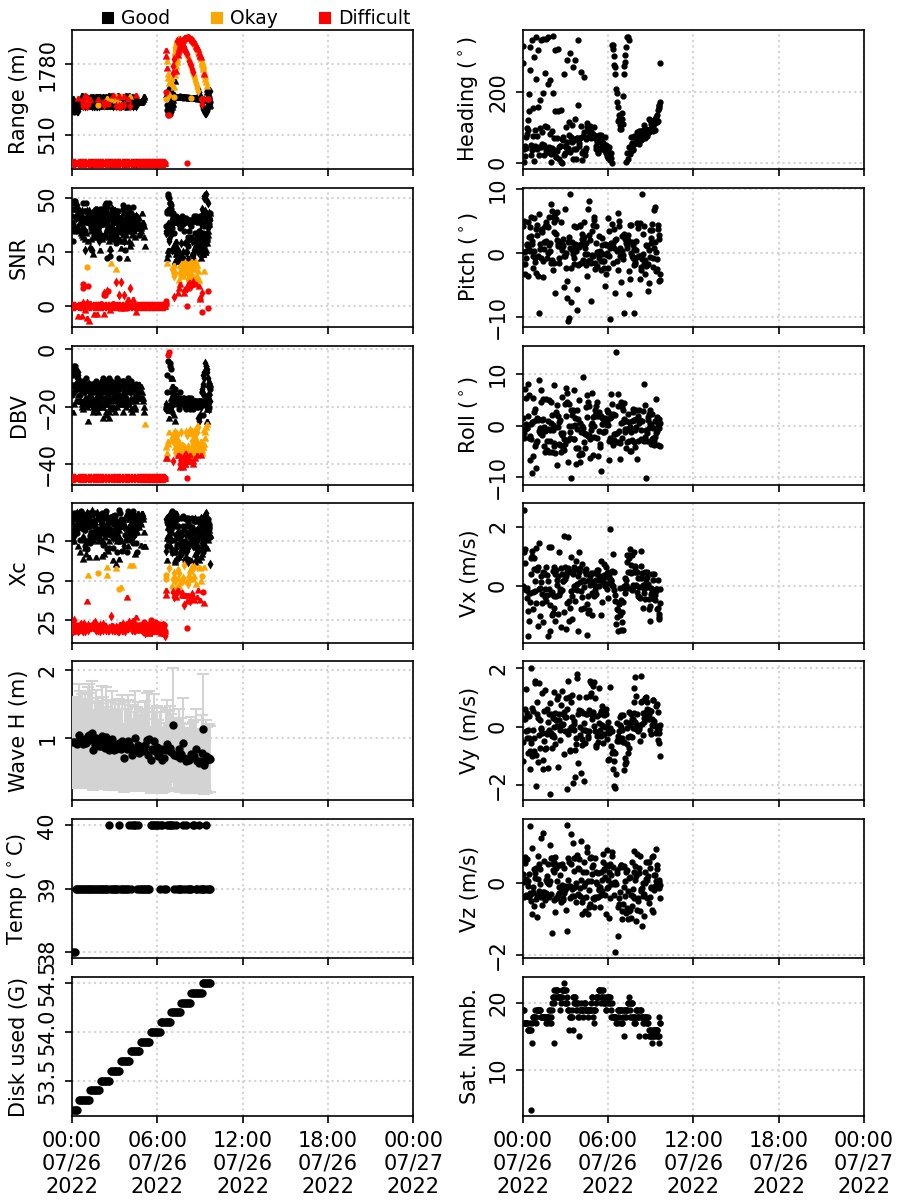 Good Okay Difficult
Range (m) 510 1780
Heading (°) 0 200
SNR 0 25 50
Pitch (°) −10 0 10
DBV −40 −20 0
Roll (°) −10 0 10
Xc 25 50 75
Vx (m/s) 0 2
Wave H (m) 1 2
Vy (m/s) −2 0 2
Temp (°C) 38 39 40
Vz (m/s) −2 0
Disk used (G) 53.5 54.0 54.5
Sat. Numb. 10 20
00:00 06:00 12:00 18:00 00:00
07/26 07/26 07/26 07/26 07/27
2022 2022 2022 2022 2022
00:00 06:00 12:00 18:00 00:00
07/26 07/26 07/26 07/26 07/27
2022 2022 2022 2022 2022